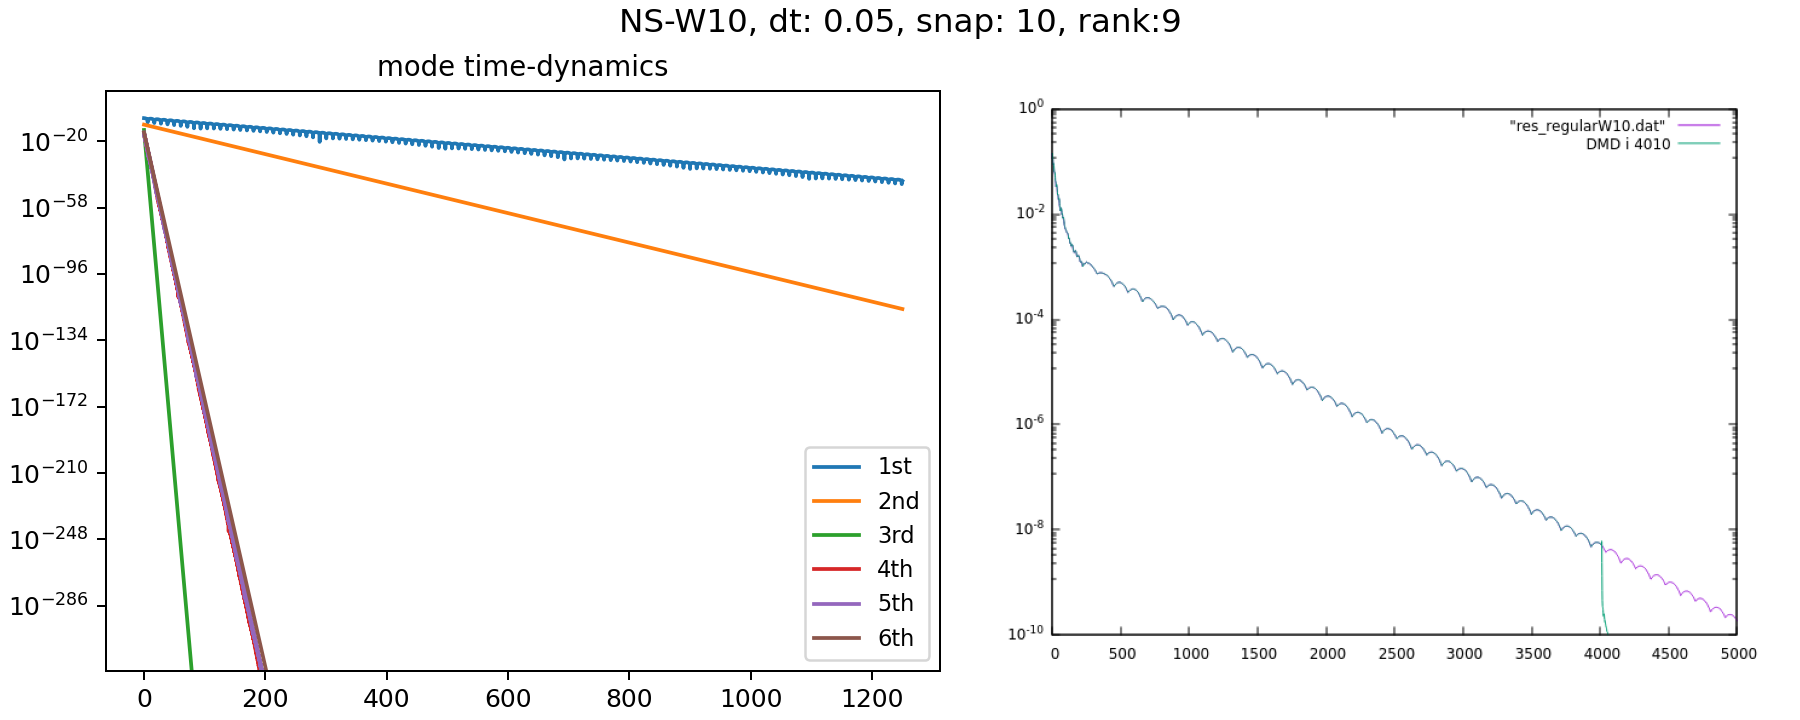 NS-W10, dt: 0.05, snap: 10, rank:9
mode time-dynamics
10⁻²⁰
10⁻⁵⁸
10⁻⁹⁶
10⁻¹³⁴
10⁻¹⁷²
10⁻²¹⁰
10⁻²⁴⁸
10⁻²⁸⁶
0 200 400 600 800 1000 1200
1st
2nd
3rd
4th
5th
6th
10⁰
10⁻²
10⁻⁴
10⁻⁶
10⁻⁸
10⁻¹⁰
0 500 1000 1500 2000 2500 3000 3500 4000 4500 5000
"res_regularW10.dat"
DMD i 4010